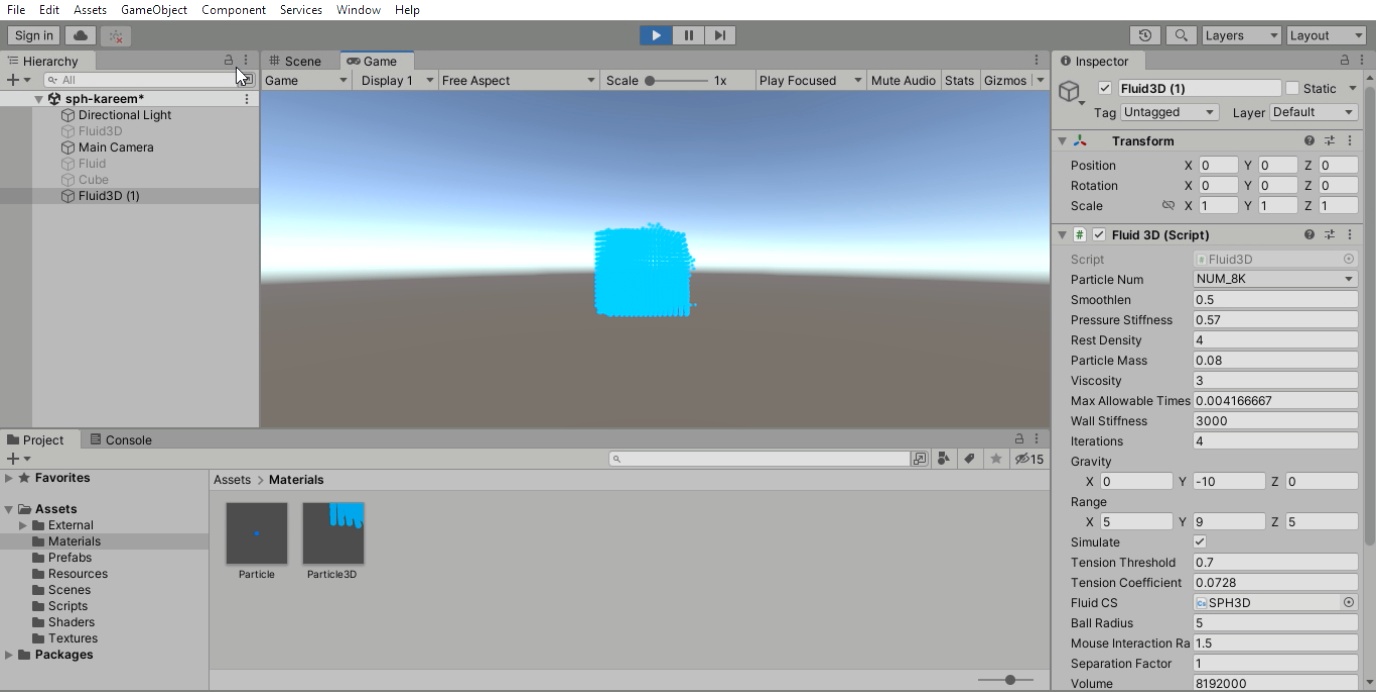 File Edit Assets GameObject Component Services Window Help
Sign in Layers Layout
Hierarchy Scene Game Inspector
All Game Display 1 Free Aspect Scale 1x Play Focused Mute Audio Stats Gizmos
sph-kareem*
Directional Light
Fluid3D
Main Camera
Fluid
Cube
Fluid3D (1)
Fluid3D (1) Static
Tag Untagged Layer Default
Transform
Position X 0 Y 0 Z 0
Rotation X 0 Y 0 Z 0
Scale X 1 Y 1 Z 1
# Fluid 3D (Script)
Script Fluid3D
Particle Num NUM_8K
Smoothlen 0.5
Pressure Stiffness 0.57
Rest Density 4
Particle Mass 0.08
Viscosity 3
Max Allowable Times 0.004166667
Wall Stiffness 3000
Iterations 4
Gravity
X 0 Y -10 Z 0
Range
X 5 Y 9 Z 5
Simulate
Tension Threshold 0.7
Tension Coefficient 0.0728
Fluid CS SPH3D
Ball Radius 5
Mouse Interaction Ra 1.5
Separation Factor 1
Volume 8192000
Project Console
15
Favorites
Assets
External
Materials
Prefabs
Resources
Scenes
Scripts
Shaders
Textures
Packages
Assets > Materials
Particle Particle3D